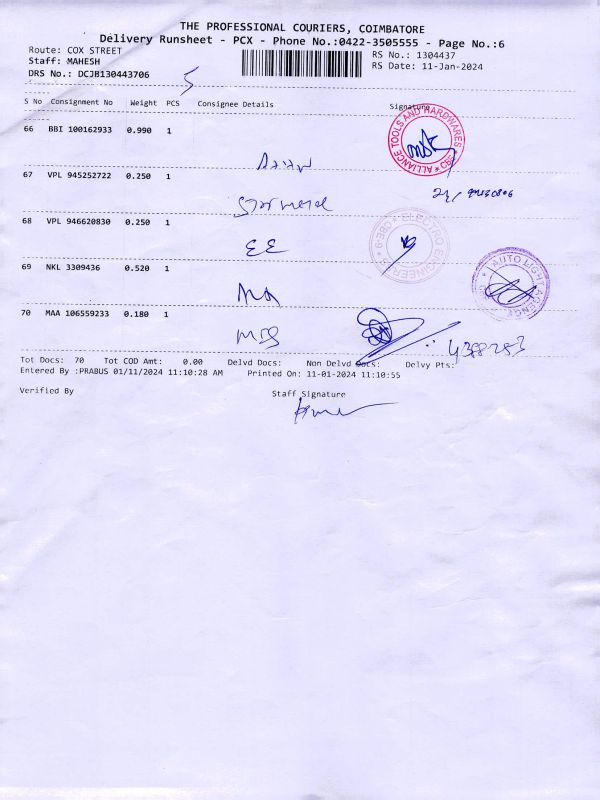 THE PROFESSIONAL COURIERS, COIMBATORE
Delivery Runsheet - PCX - Phone No.:0422-3505555 - Page No.:6
Route: COX STREET
RS No.: 1304437
Staff: MAHESH
RS Date: 11-Jan-2024
DRS No.: DCJB130443706
5
S No Consignment No Weight PCS Consignee Details Signature
66 BBI 100162933 0.990 1
ALLIANCE TOOLS AND HARDWARES
67 VPL 945252722 0.250 1
68 VPL 946620830 0.250 1
EE
69 NKL 3309436 0.520 1
70 MAA 106559233 0.180 1
Tot Docs: 70 Tot COD Amt: 0.00 Delvd Docs: Non Delvd Docs: Delvy Pts:
Entered By :PRABUS 01/11/2024 11:10:28 AM Printed On: 11-01-2024 11:10:55
Verified By Staff Signature